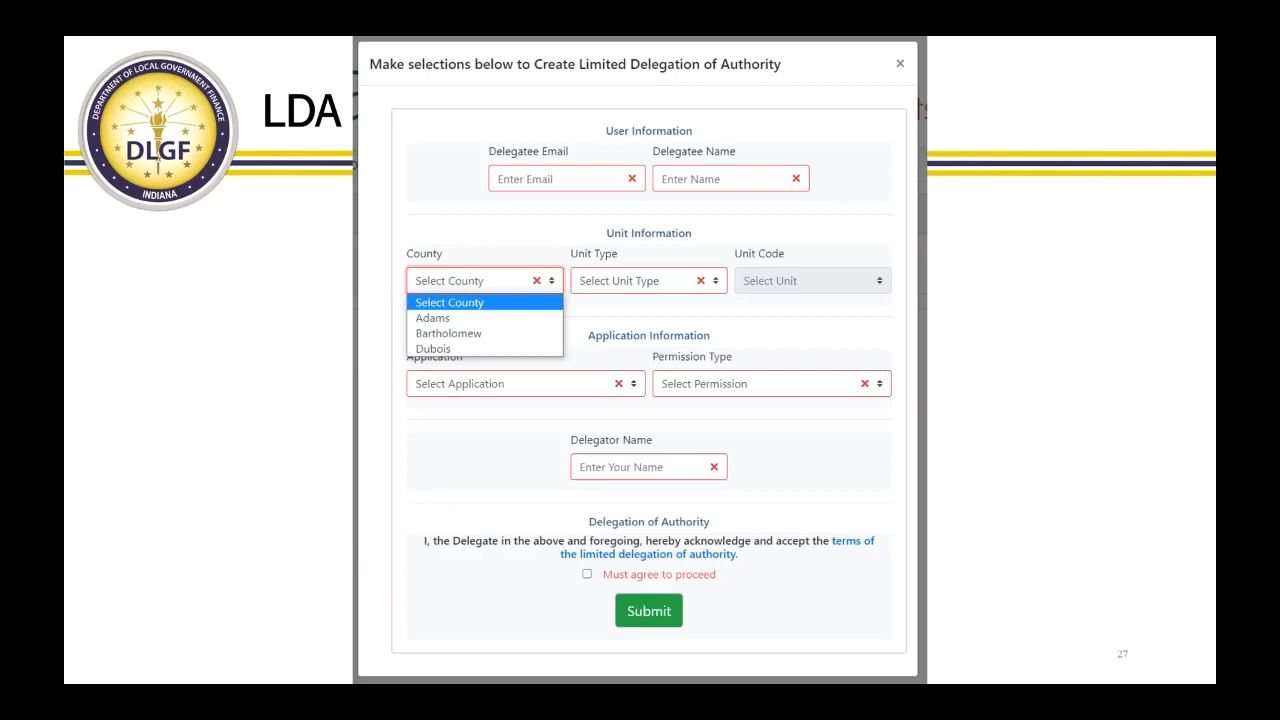 DEPARTMENT OF LOCAL GOVERNMENT FINANCE
DLGF
INDIANA
LDA
Make selections below to Create Limited Delegation of Authority
×
User Information
Delegatee Email Delegatee Name
Enter Email Enter Name
Unit Information
County Unit Type Unit Code
Select County Select Unit Type Select Unit
Select County
Adams
Bartholomew
Dubois
Application Information
Application Permission Type
Select Application Select Permission
Delegator Name
Enter Your Name
Delegation of Authority
I, the Delegate in the above and foregoing, hereby acknowledge and accept the terms of
the limited delegation of authority.
Must agree to proceed
Submit
27